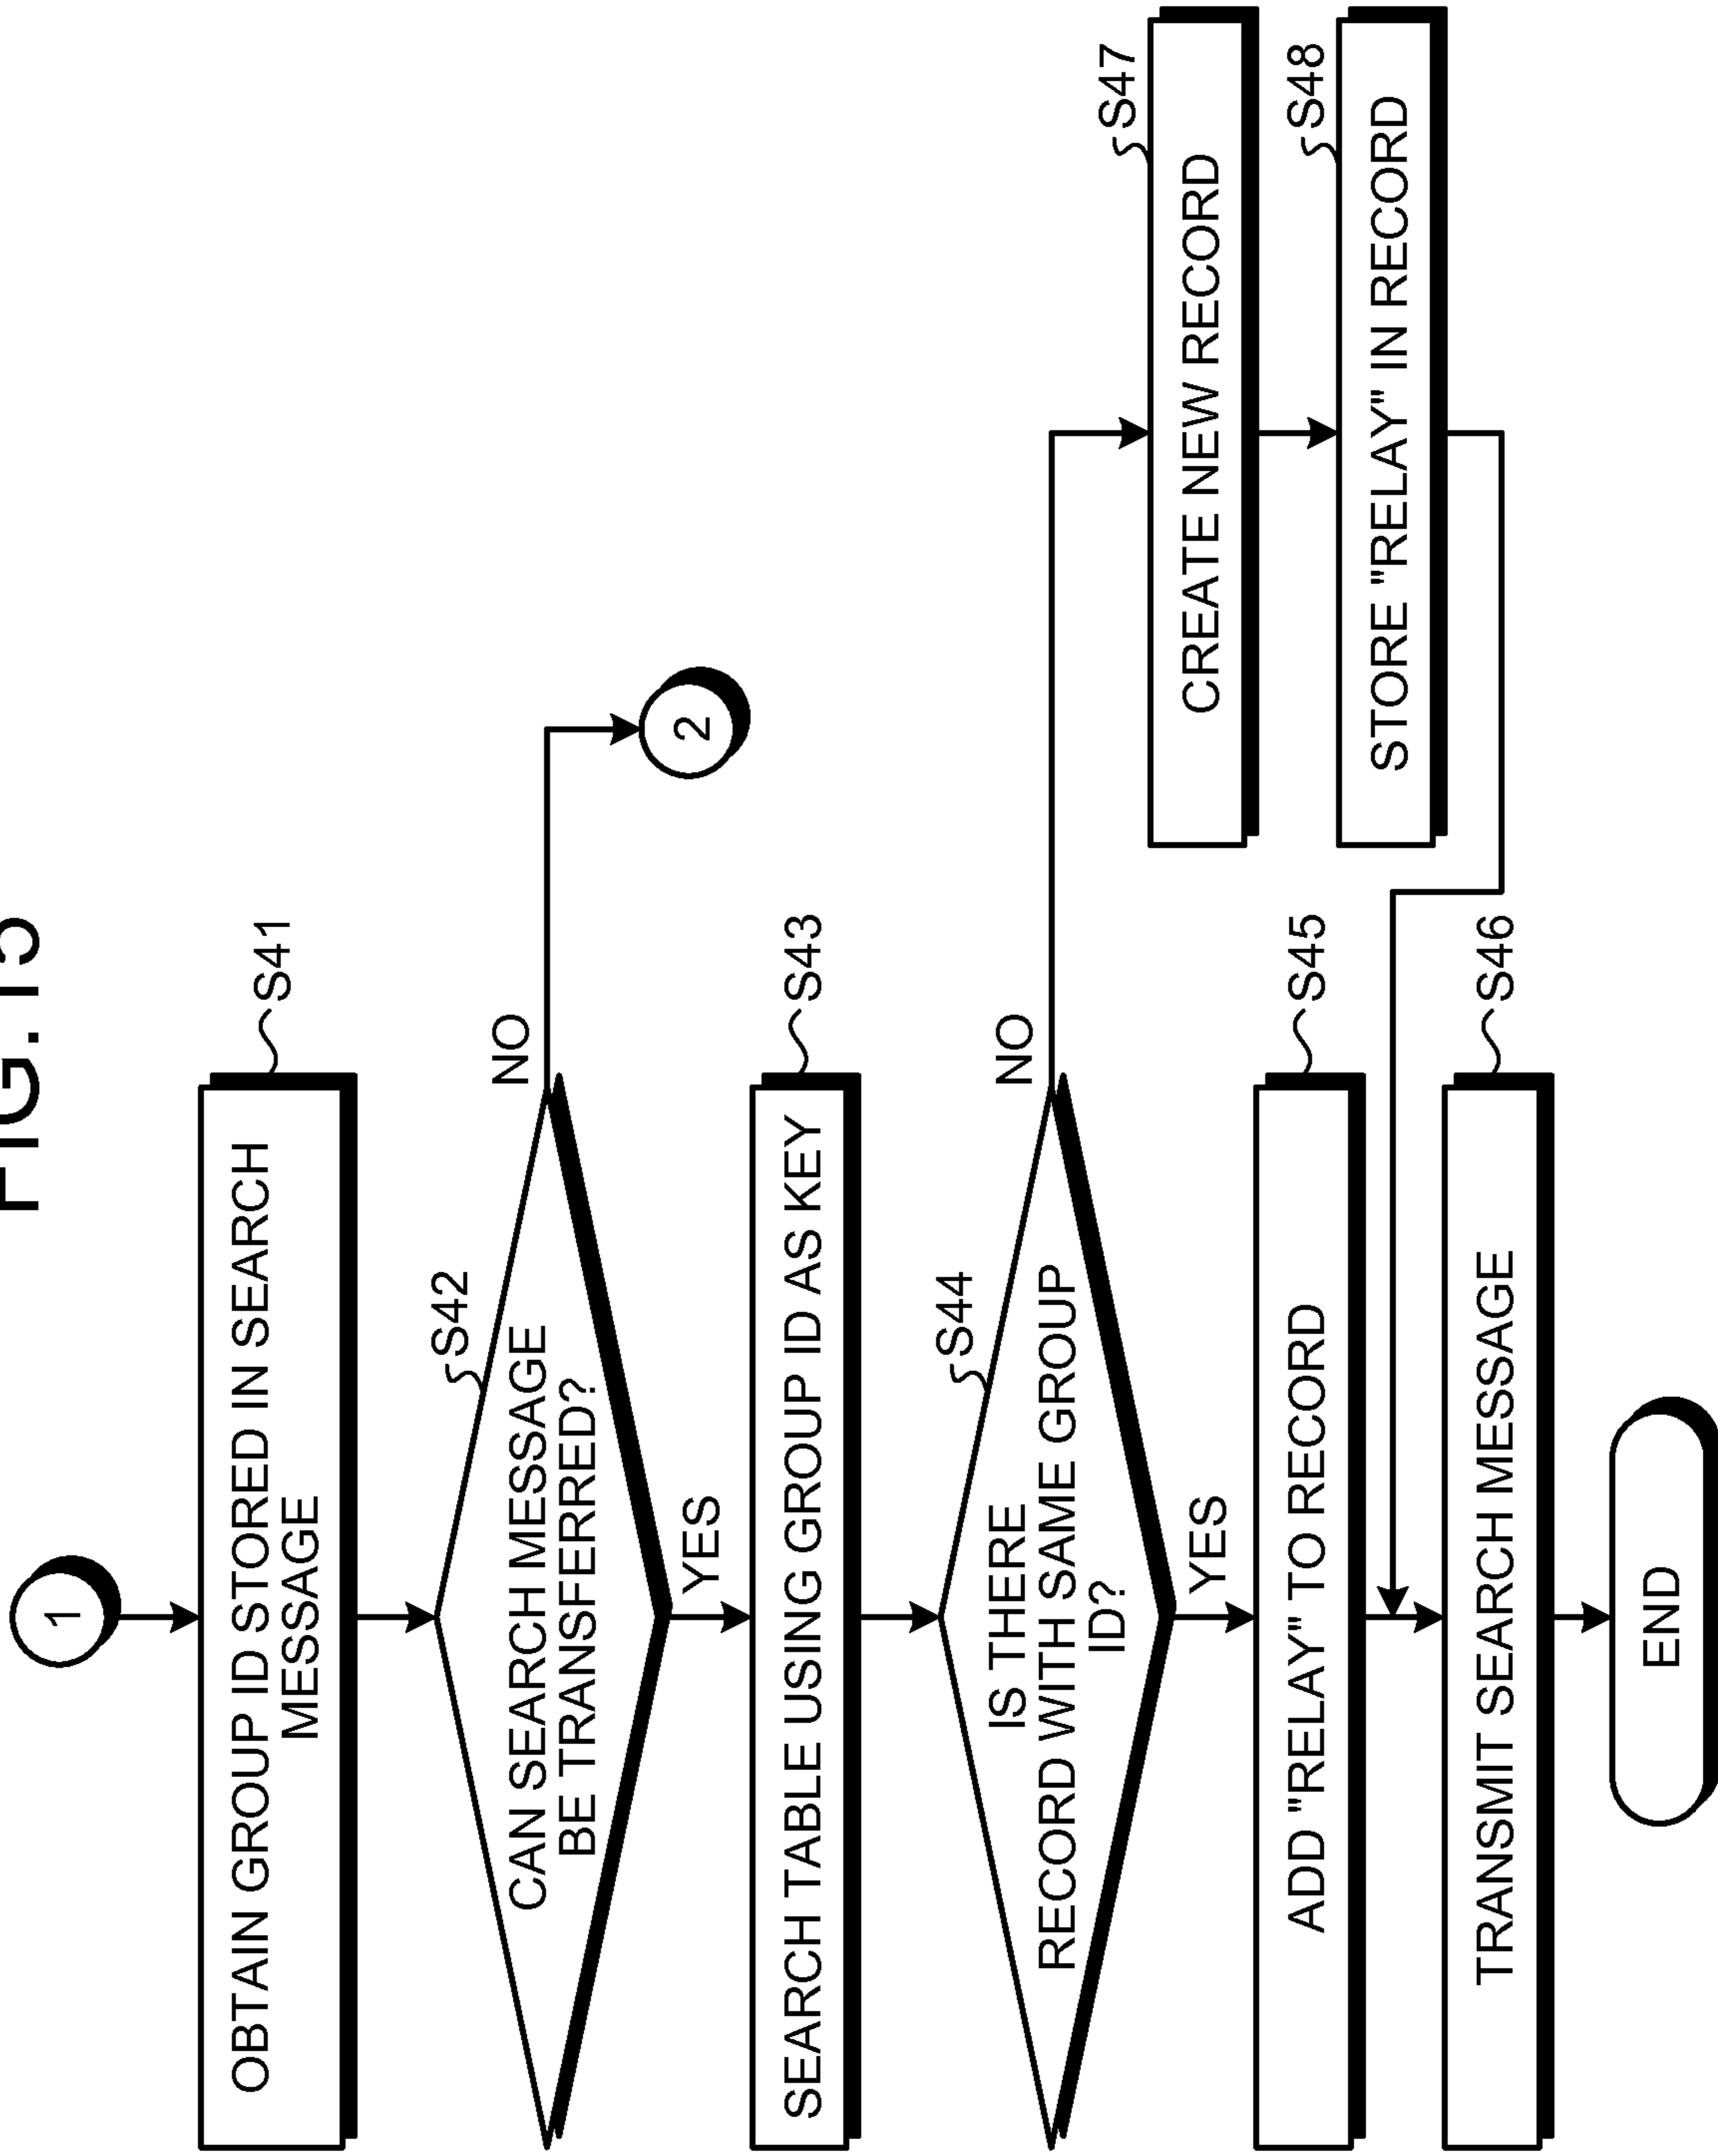 FIG.15
1
OBTAIN GROUP ID STORED IN SEARCH
MESSAGE
S41
CAN SEARCH MESSAGE
BE TRANSFERRED?
S42
NO
2
YES
SEARCH TABLE USING GROUP ID AS KEY
S43
IS THERE
RECORD WITH SAME GROUP
ID?
S44
NO
YES
ADD "RELAY" TO RECORD
S45
CREATE NEW RECORD
S47
STORE "RELAY" IN RECORD
S48
TRANSMIT SEARCH MESSAGE
S46
END